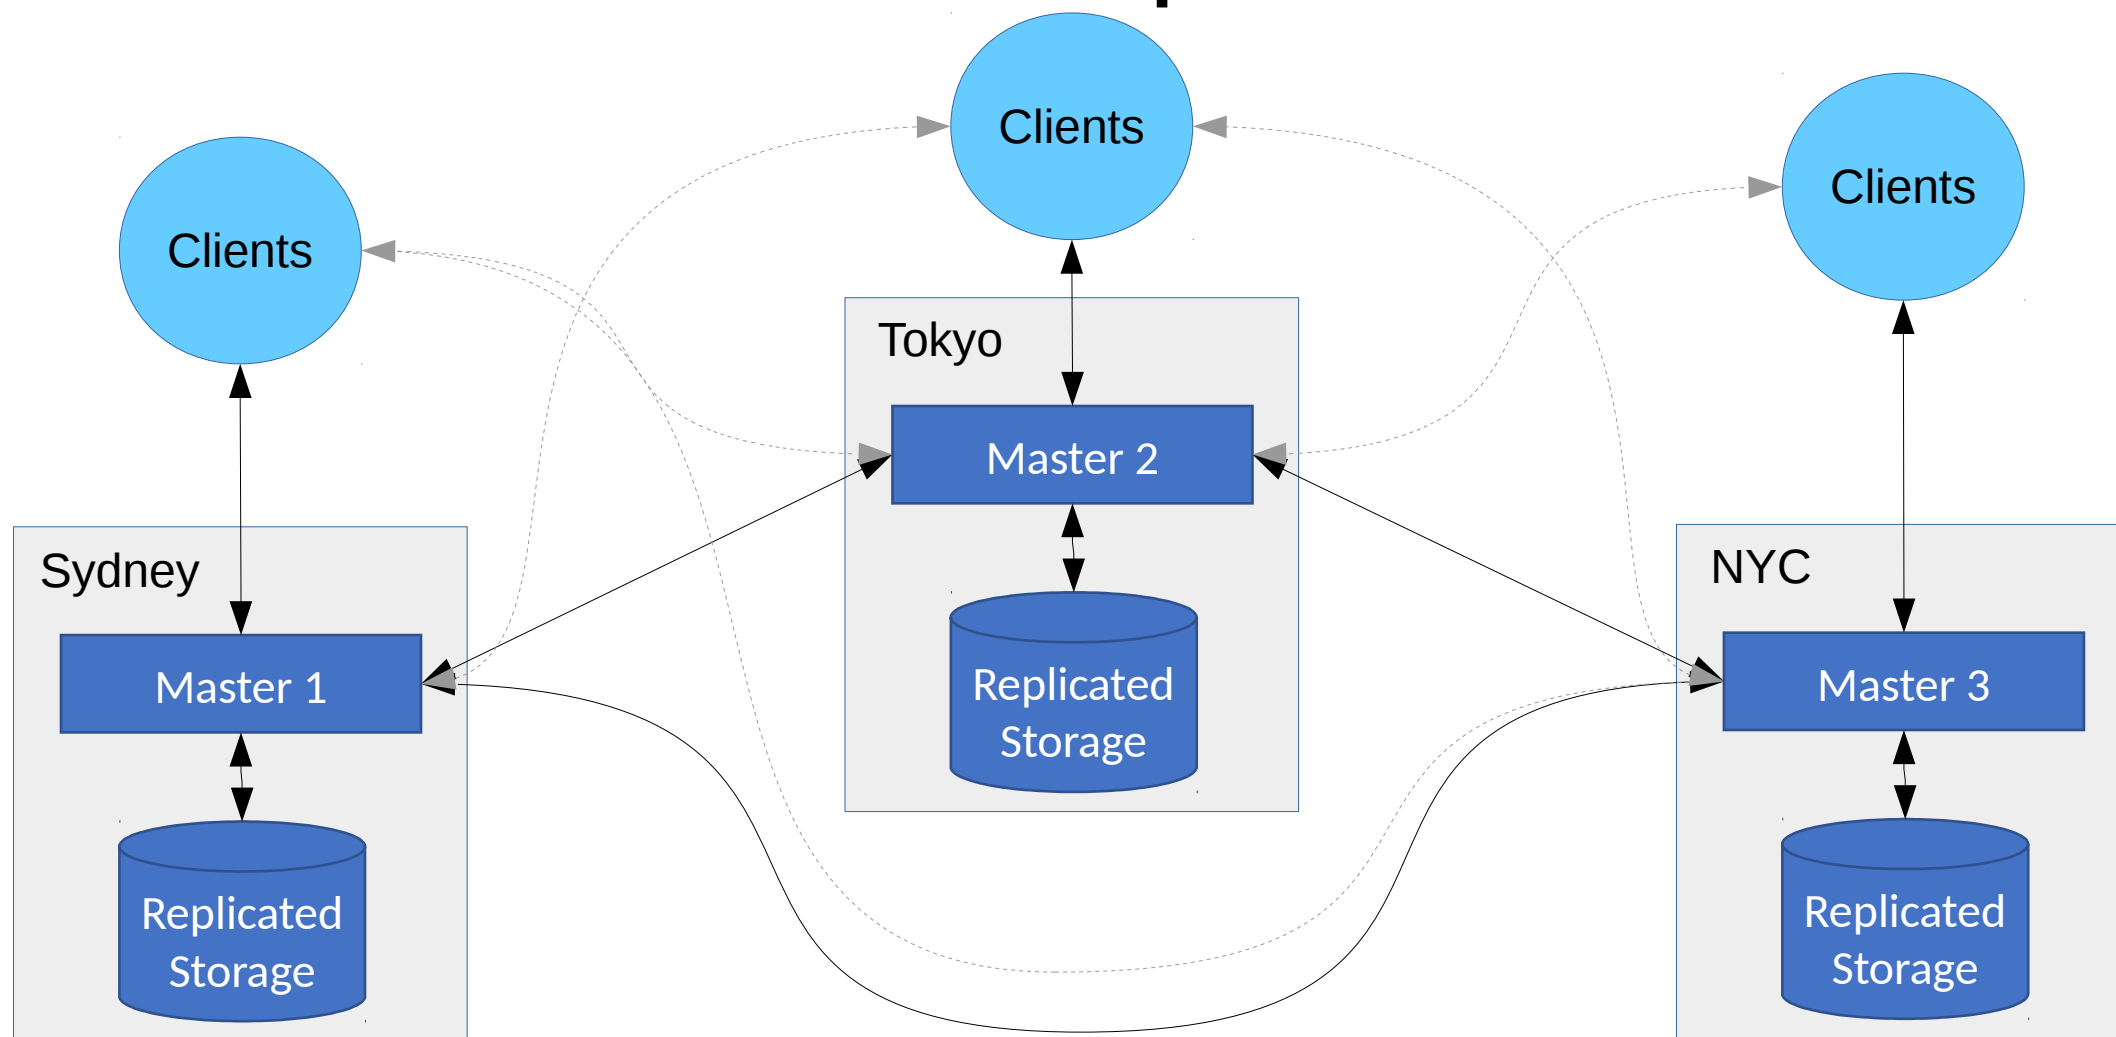 Clients
Clients
Clients
Tokyo
Master 2
Replicated
Storage
Sydney
Master 1
Replicated
Storage
NYC
Master 3
Replicated
Storage